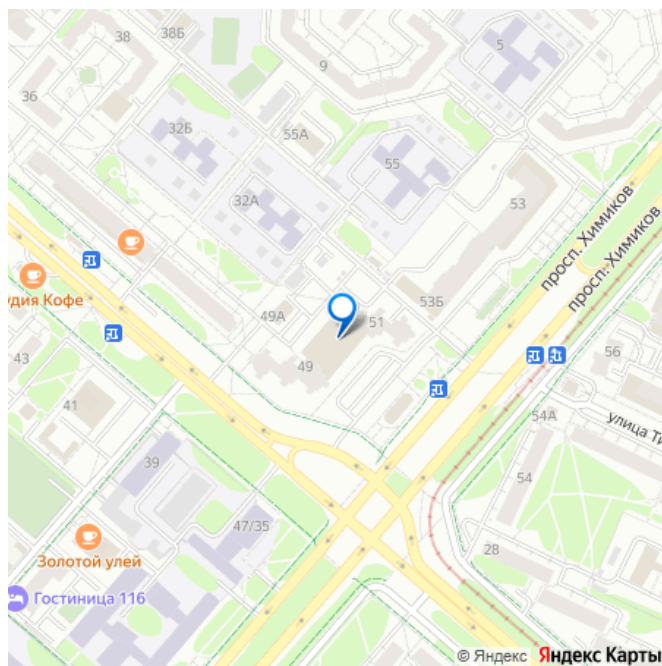 38
38Б
5
9
36
32Б
55А
55
32А
53
просп. Химиков
просп. Химиков
53Б
удия Кофе
49А
51
43
49
56
41
54А
улица Ти
39
54
47/35
28
Золотой улей
Гостиница 116
© Яндекс Яндекс Карты